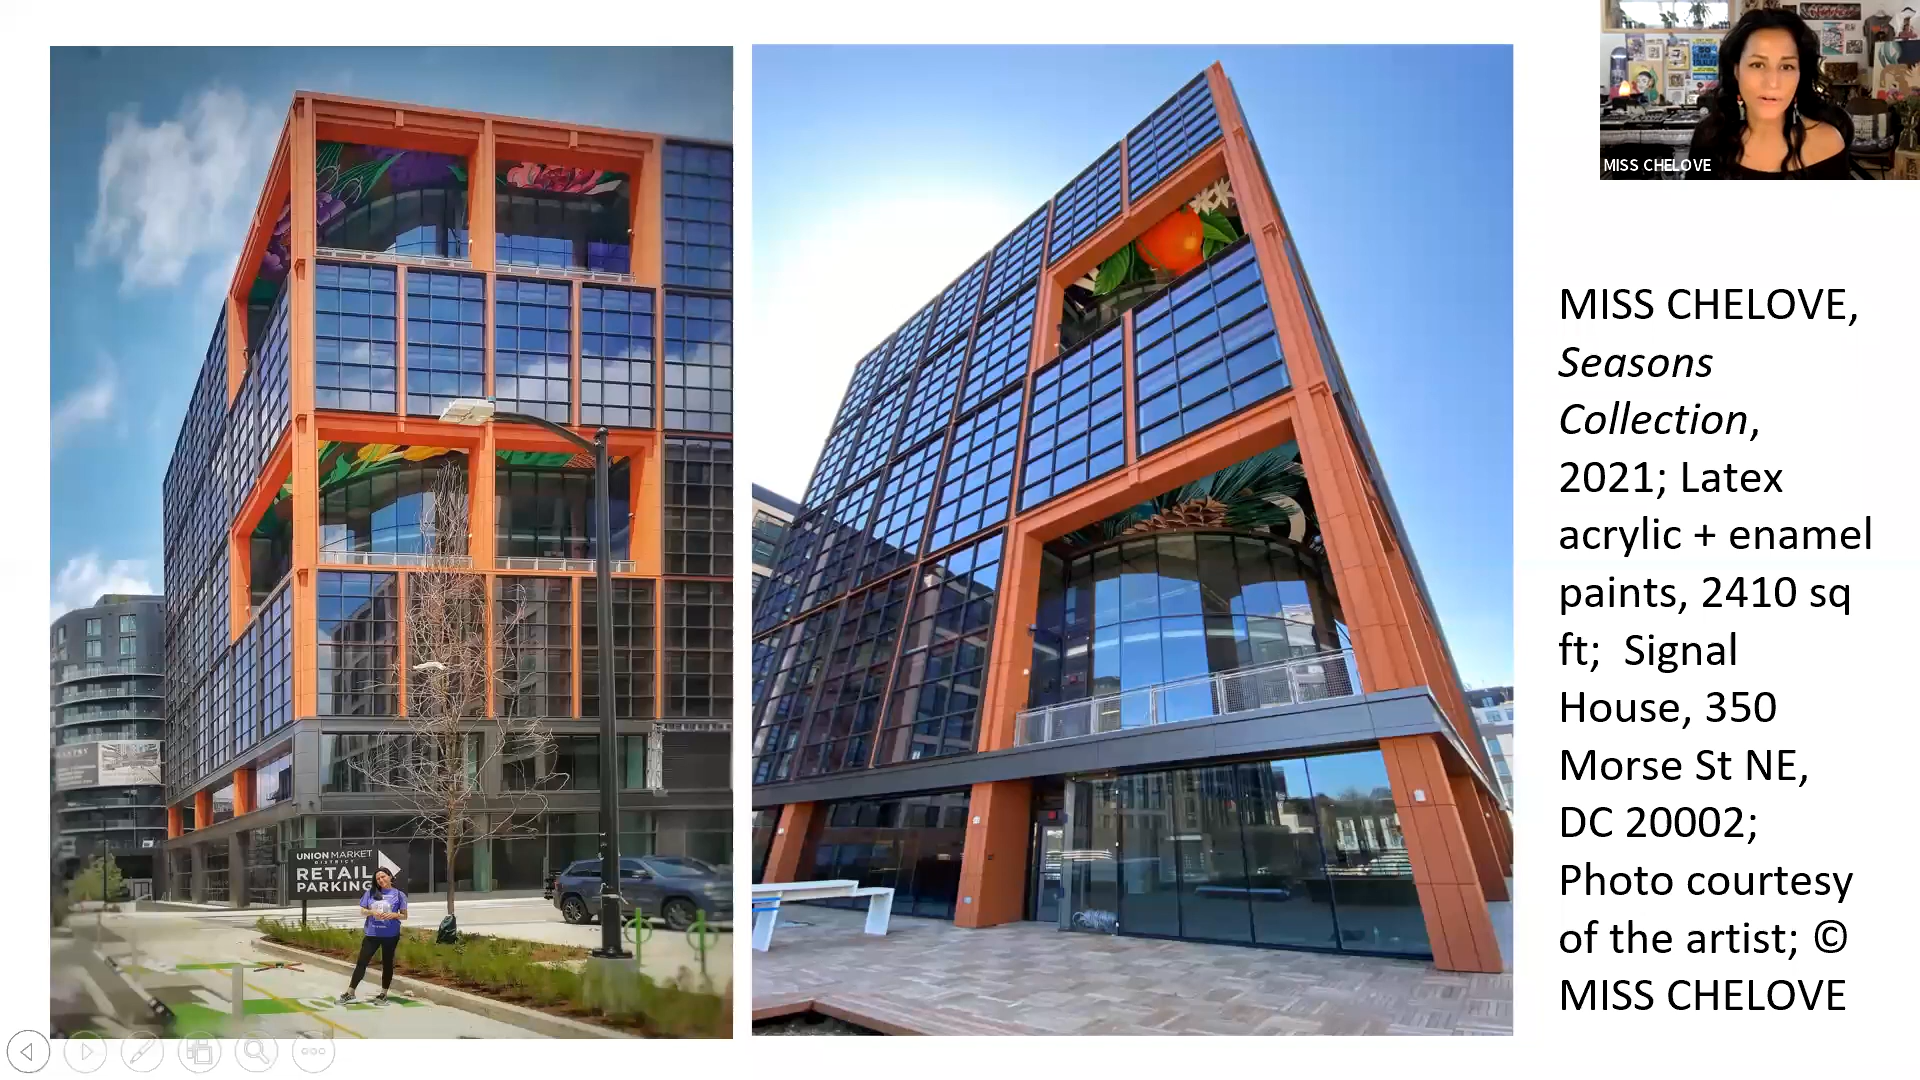 MISS CHELOVE
MISS CHELOVE,
Seasons
Collection,
2021; Latex
acrylic + enamel
paints, 2410 sq
ft;  Signal
House, 350
Morse St NE,
DC 20002;
Photo courtesy
of the artist; ©
MISS CHELOVE
UNION MARKET
DISTRICT
RETAIL
PARKING